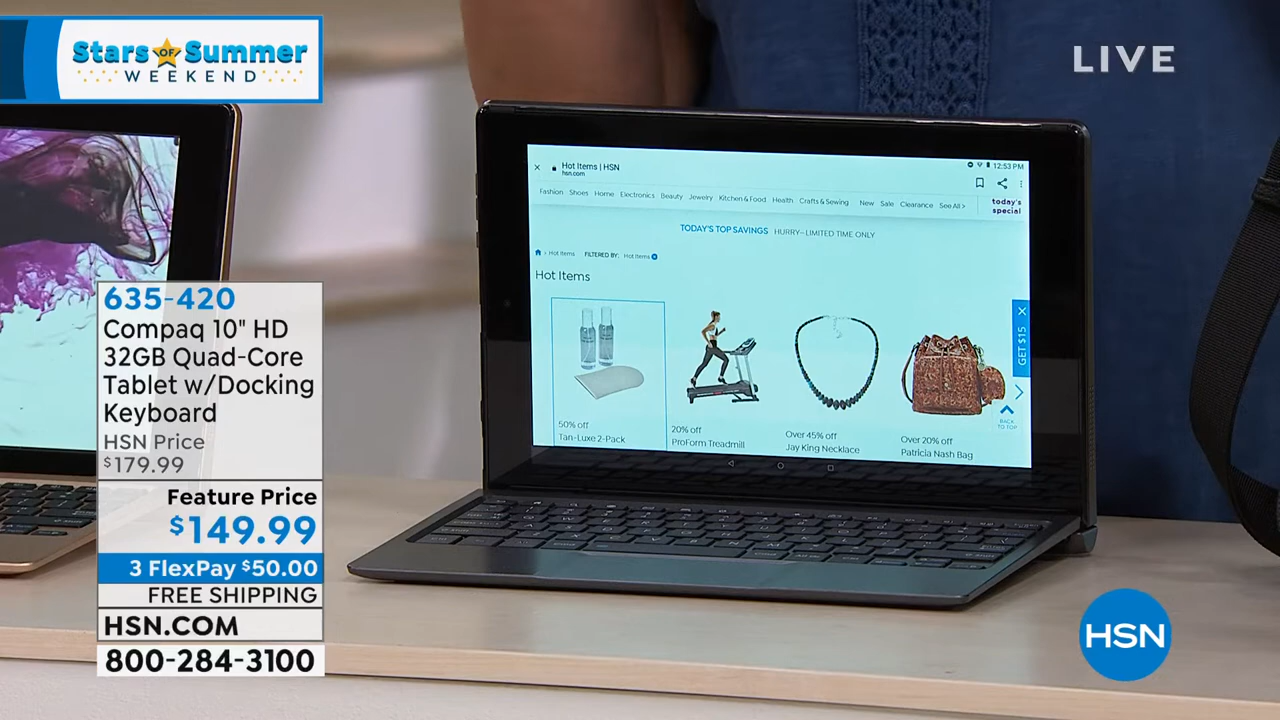 Stars OF Summer
WEEKEND
LIVE
635-420
Compaq 10" HD
32GB Quad-Core
Tablet w/Docking
Keyboard
HSN Price
$179.99
Feature Price
$149.99
3 FlexPay $50.00
FREE SHIPPING
HSN.COM
800-284-3100
Hot Items | HSN
hsn.com
12:53 PM
Fashion Shoes Home Electronics Beauty Jewelry Kitchen & Food Health Crafts & Sewing New Sale Clearance See All >
today's
special
TODAY'S TOP SAVINGS HURRY–LIMITED TIME ONLY
> Hot Items FILTERED BY: Hot Items
Hot Items
GET $15
BACK
TO TOP
50% off
Tan-Luxe 2-Pack
20% off
ProForm Treadmill
Over 45% off
Jay King Necklace
Over 20% off
Patricia Nash Bag
HSN